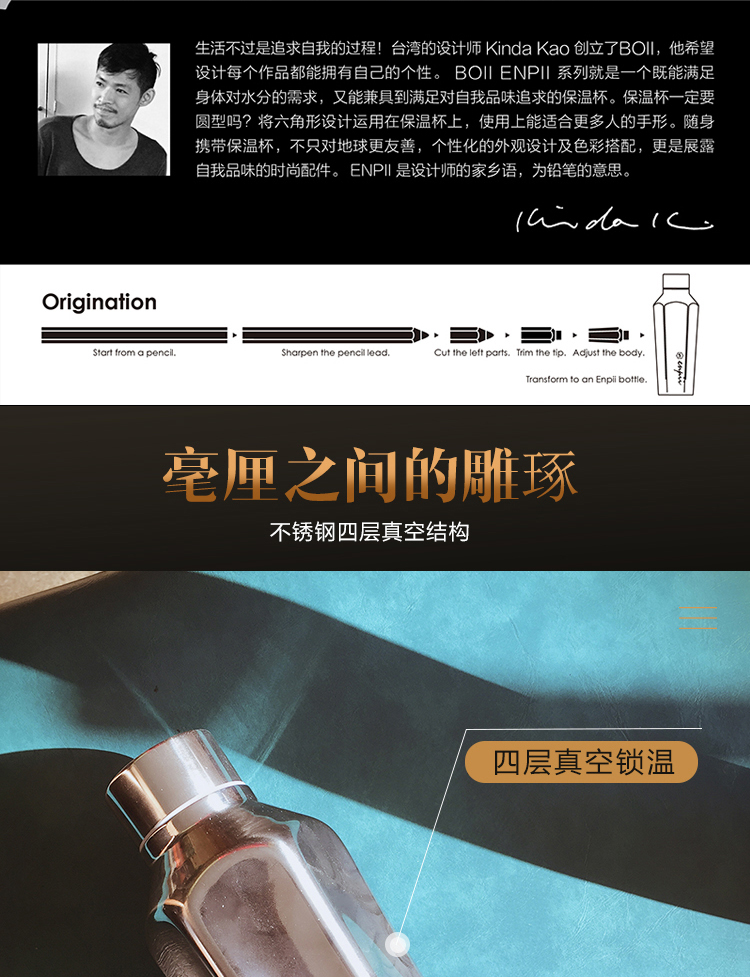 生活不过是追求自我的过程！台湾的设计师 Kinda Kao 创立了BOII，他希望
设计每个作品都能拥有自己的个性。 BOII ENPII 系列就是一个既能满足
身体对水分的需求，又能兼具到满足对自我品味追求的保温杯。保温杯一定要
圆型吗？将六角形设计运用在保温杯上，使用上能适合更多人的手形。随身
携带保温杯，不只对地球更友善，个性化的外观设计及色彩搭配，更是展露
自我品味的时尚配件。 ENPII 是设计师的家乡语，为铅笔的意思。
Kinda K.
Origination
Start from a pencil.
Sharpen the pencil lead.
Cut the left parts.
Trim the tip.
Adjust the body.
Transform to an Enpii bottle.
enpii
毫厘之间的雕琢
不锈钢四层真空结构
四层真空锁温